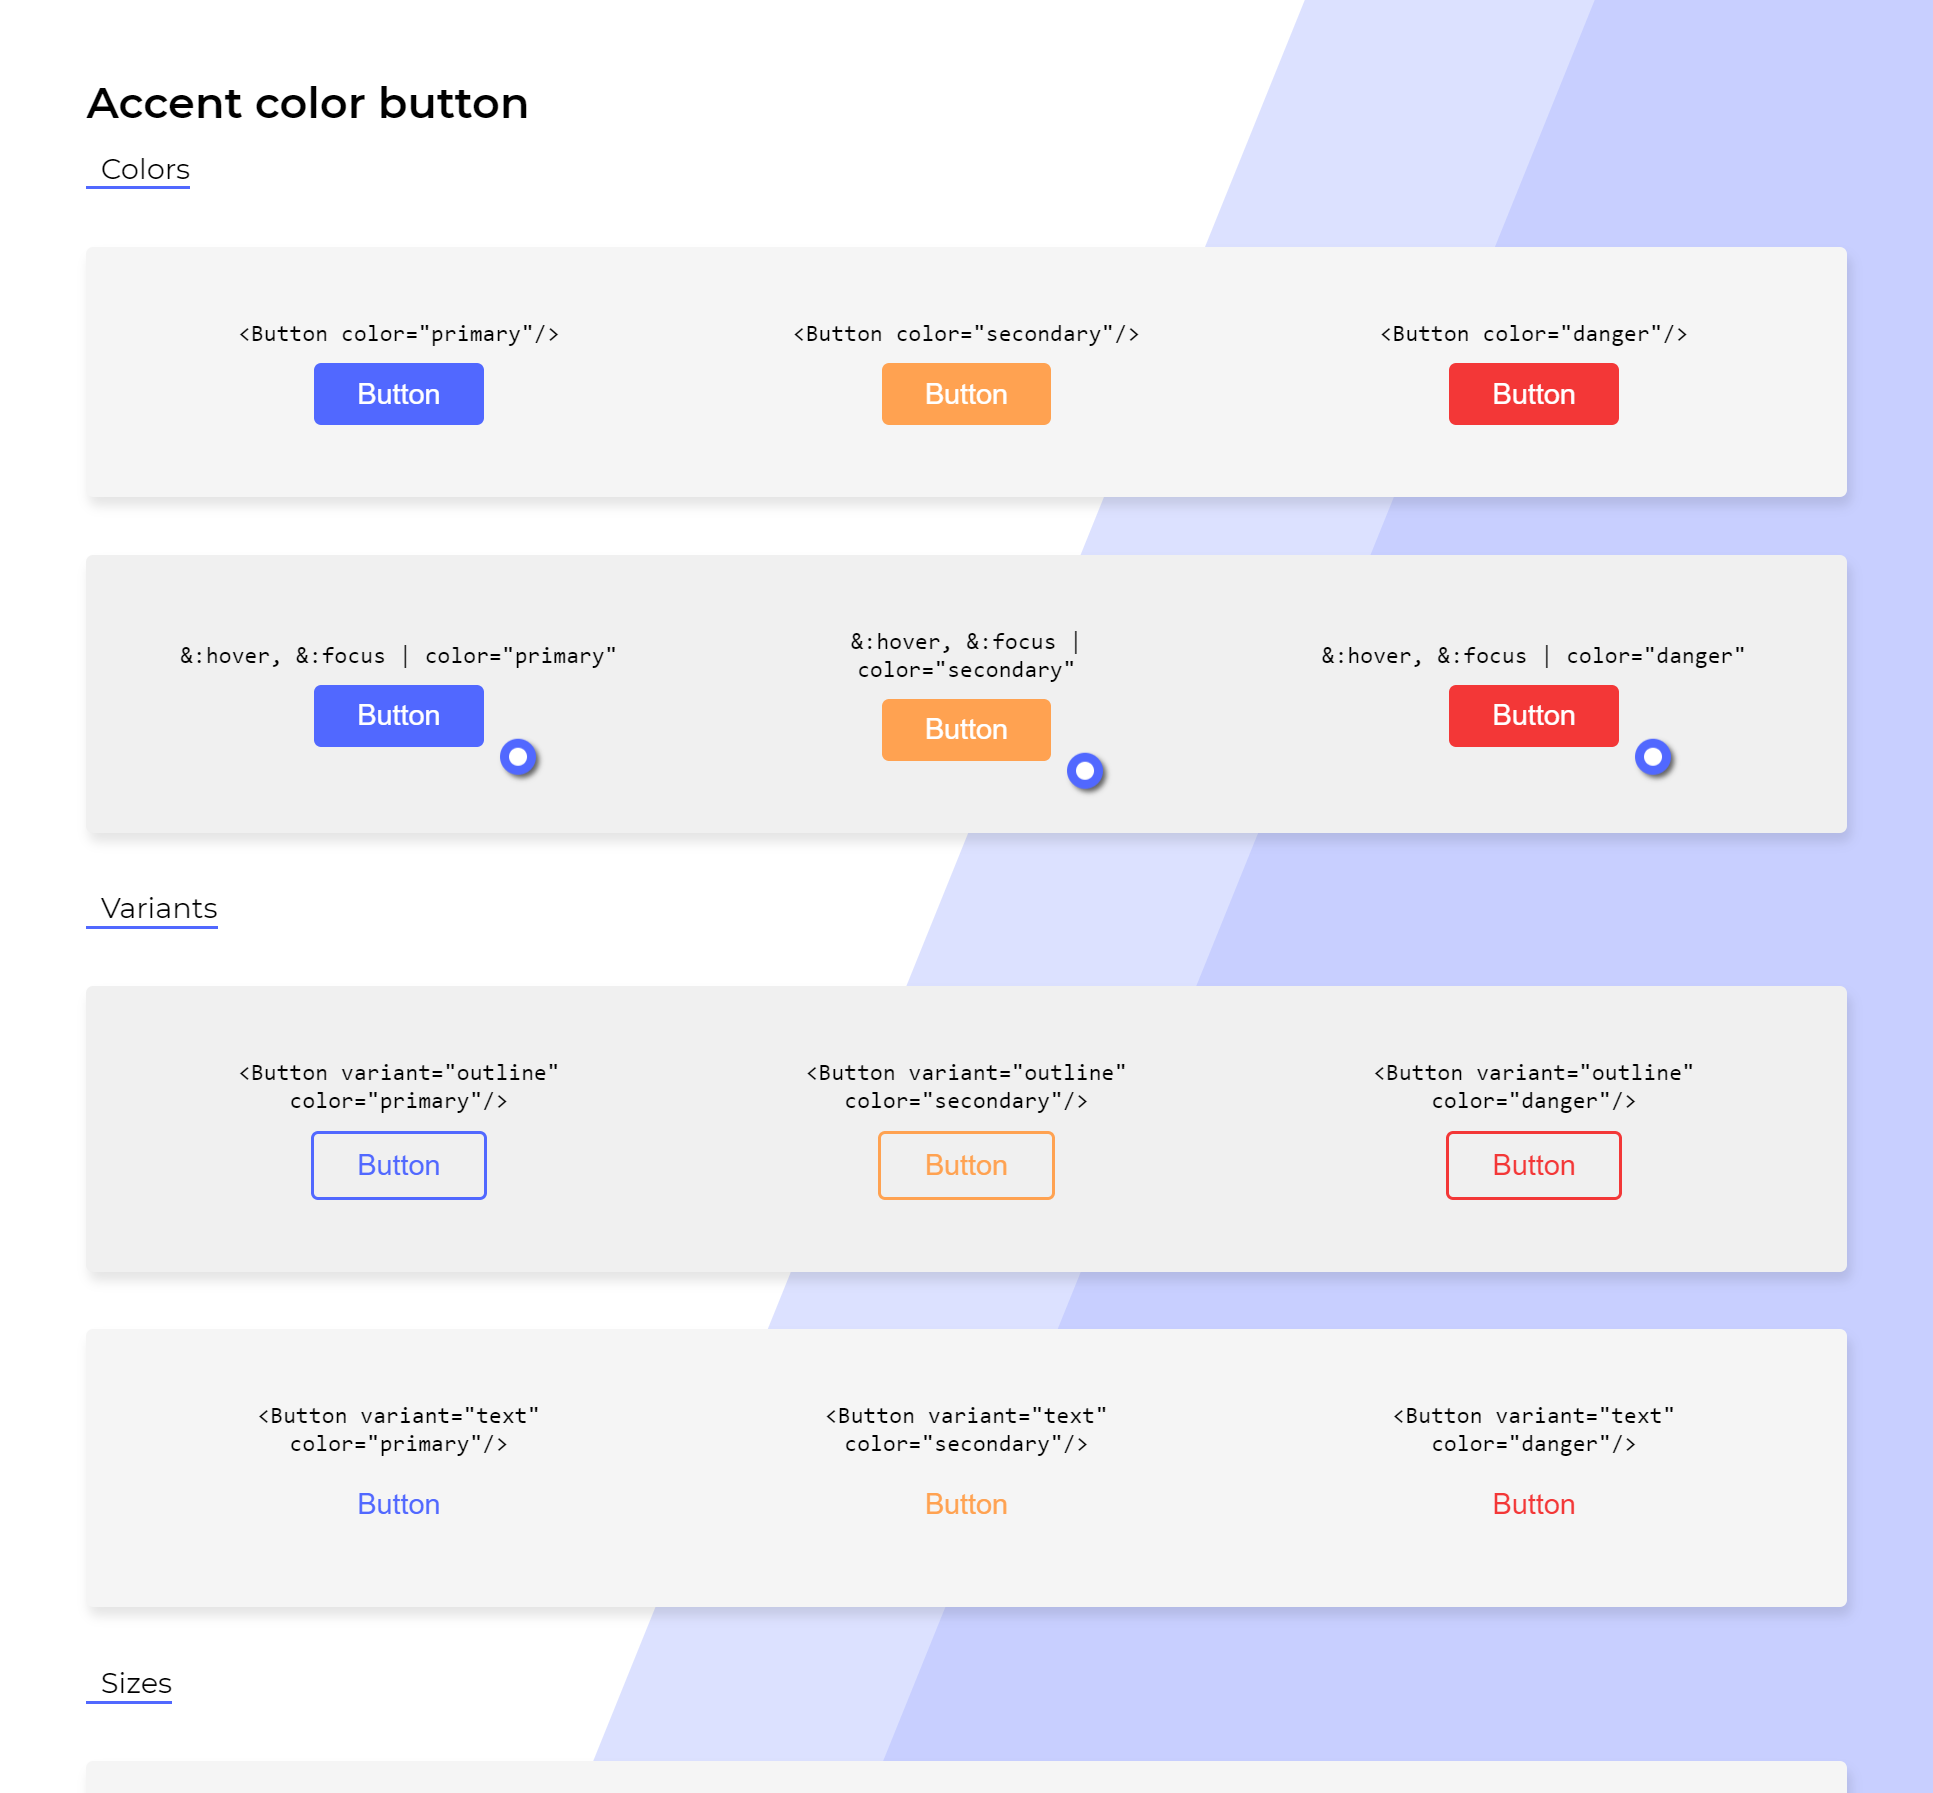 Accent color button
Colors
<Button color="primary"/>
<Button color="secondary"/>
<Button color="danger"/>
Button
Button
Button
&:hover, &:focus | color="primary"
&:hover, &:focus |
color="secondary"
&:hover, &:focus | color="danger"
Button
Button
Button
Variants
<Button variant="outline"
color="primary"/>
<Button variant="outline"
color="secondary"/>
<Button variant="outline"
color="danger"/>
Button
Button
Button
<Button variant="text"
color="primary"/>
<Button variant="text"
color="secondary"/>
<Button variant="text"
color="danger"/>
Button
Button
Button
Sizes